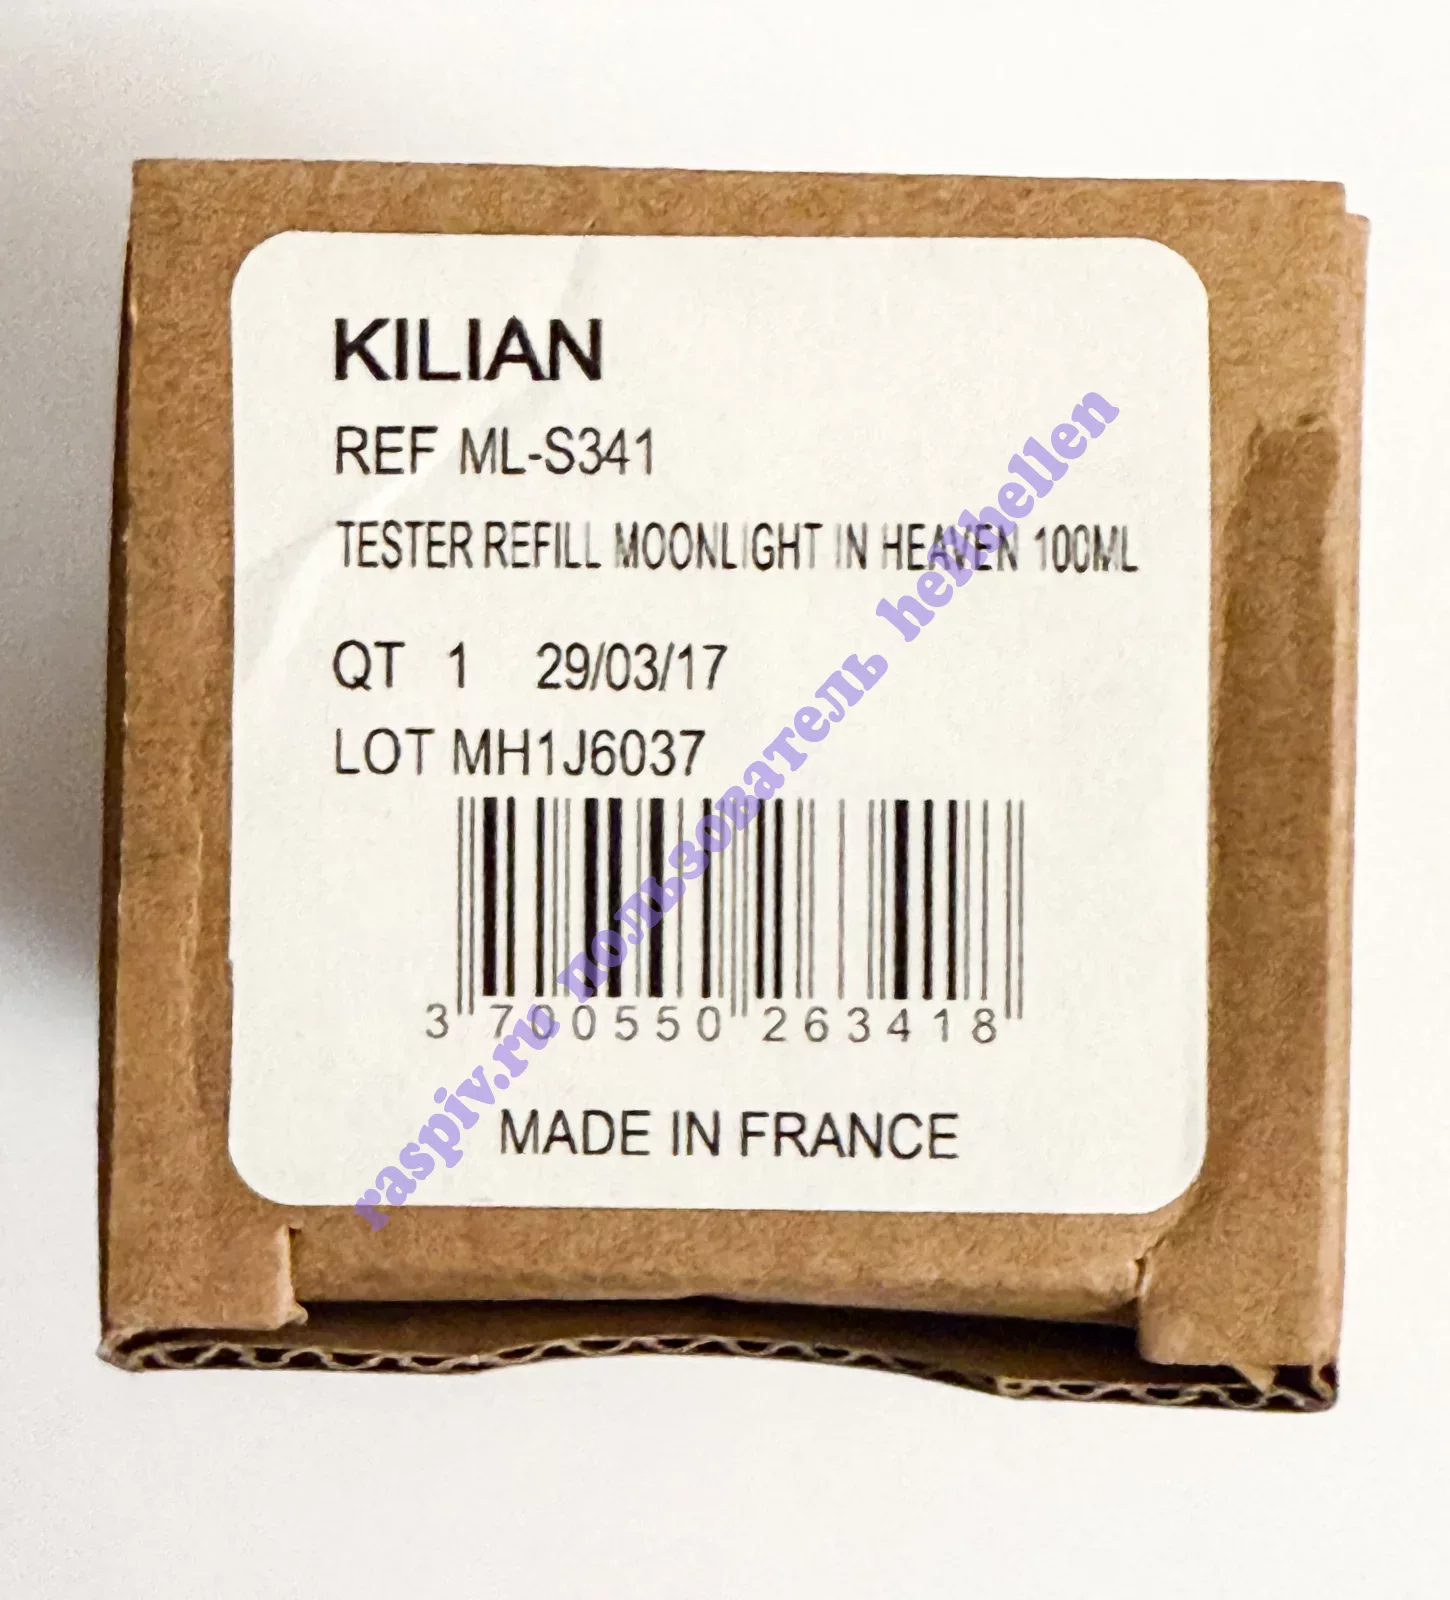 KILIAN
REF ML-S341
TESTER REFILL MOONLIGHT IN HEAVEN 100ML
QT 1 29/03/17
LOT MH1J6037
3 700550 263418
MADE IN FRANCE
raspiv.ru пользователь hellhellen